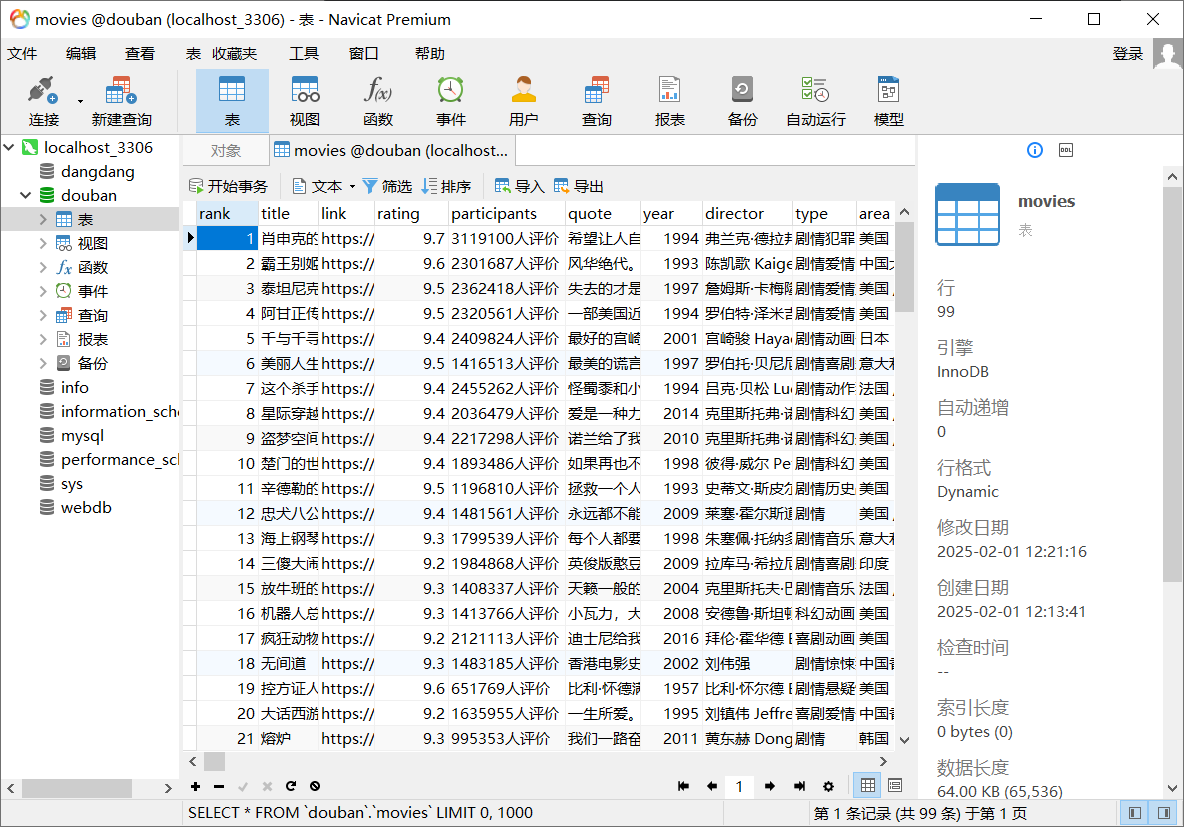 movies @douban (localhost_3306) - 表 - Navicat Premium
文件 编辑 查看 表 收藏夹 工具 窗口 帮助 登录
连接 新建查询 表 视图 函数 事件 用户 查询 报表 备份 自动运行 模型
localhost_3306
dangdang
douban
表
视图
函数
事件
查询
报表
备份
info
information_sche
mysql
performance_scl
sys
webdb
对象 movies @douban (localhost...
开始事务 文本 筛选 排序 导入 导出
rank title link rating participants quote year director type area
1 肖申克的 https:// 9.7 3119100人评价 希望让人自 1994 弗兰克·德拉邦 剧情犯罪 美国
2 霸王别姬 https:// 9.6 2301687人评价 风华绝代。 1993 陈凯歌 Kaige 剧情爱情 中国大
3 泰坦尼克 https:// 9.5 2362418人评价 失去的才是 1997 詹姆斯·卡梅隆 剧情爱情 美国,
4 阿甘正传 https:// 9.5 2320561人评价 一部美国近 1994 罗伯特·泽米吉 剧情爱情 美国
5 千与千寻 https:// 9.4 2409824人评价 最好的宫崎 2001 宫崎骏 Hayao 剧情动画 日本
6 美丽人生 https:// 9.5 1416513人评价 最美的谎言 1997 罗伯托·贝尼尼 剧情喜剧 意大利
7 这个杀手 https:// 9.4 2455262人评价 怪蜀黍和小 1994 吕克·贝松 Luc 剧情动作 法国,
8 星际穿越 https:// 9.4 2036479人评价 爱是一种力 2014 克里斯托弗·诺 剧情科幻 美国,
9 盗梦空间 https:// 9.4 2217298人评价 诺兰给了我 2010 克里斯托弗·诺 剧情科幻 美国,
10 楚门的世 https:// 9.4 1893486人评价 如果再也不 1998 彼得·威尔 Pe 剧情科幻 美国
11 辛德勒的 https:// 9.5 1196810人评价 拯救一个人 1993 史蒂文·斯皮尔 剧情历史 美国
12 忠犬八公 https:// 9.4 1481561人评价 永远都不能 2009 莱塞·霍尔斯道 剧情 美国,
13 海上钢琴 https:// 9.3 1799539人评价 每个人都要 1998 朱塞佩·托纳多 剧情音乐 意大利
14 三傻大闹 https:// 9.2 1984868人评价 英俊版憨豆 2009 拉库马·希拉尼 剧情喜剧 印度
15 放牛班的 https:// 9.3 1408337人评价 天籁一般的 2004 克里斯托夫·巴 剧情音乐 法国,
16 机器人总 https:// 9.3 1413766人评价 小瓦力，大 2008 安德鲁·斯坦顿 科幻动画 美国
17 疯狂动物 https:// 9.2 2121113人评价 迪士尼给我 2016 拜伦·霍华德 B 喜剧动画 美国
18 无间道 https:// 9.3 1483185人评价 香港电影史 2002 刘伟强 剧情惊悚 中国香
19 控方证人 https:// 9.6 651769人评价 比利·怀德满 1957 比利·怀尔德 B 剧情悬疑 美国
20 大话西游 https:// 9.2 1635955人评价 一生所爱。 1995 刘镇伟 Jeffre 喜剧爱情 中国香
21 熔炉 https:// 9.3 995353人评价 我们一路奋 2011 黄东赫 Dong 剧情 韩国
1
SELECT * FROM `douban`.`movies` LIMIT 0, 1000
第 1 条记录 (共 99 条) 于第 1 页
DDL
movies
表
行
99
引擎
InnoDB
自动递增
0
行格式
Dynamic
修改日期
2025-02-01 12:21:16
创建日期
2025-02-01 12:13:41
检查时间
--
索引长度
0 bytes (0)
数据长度
64.00 KB (65,536)